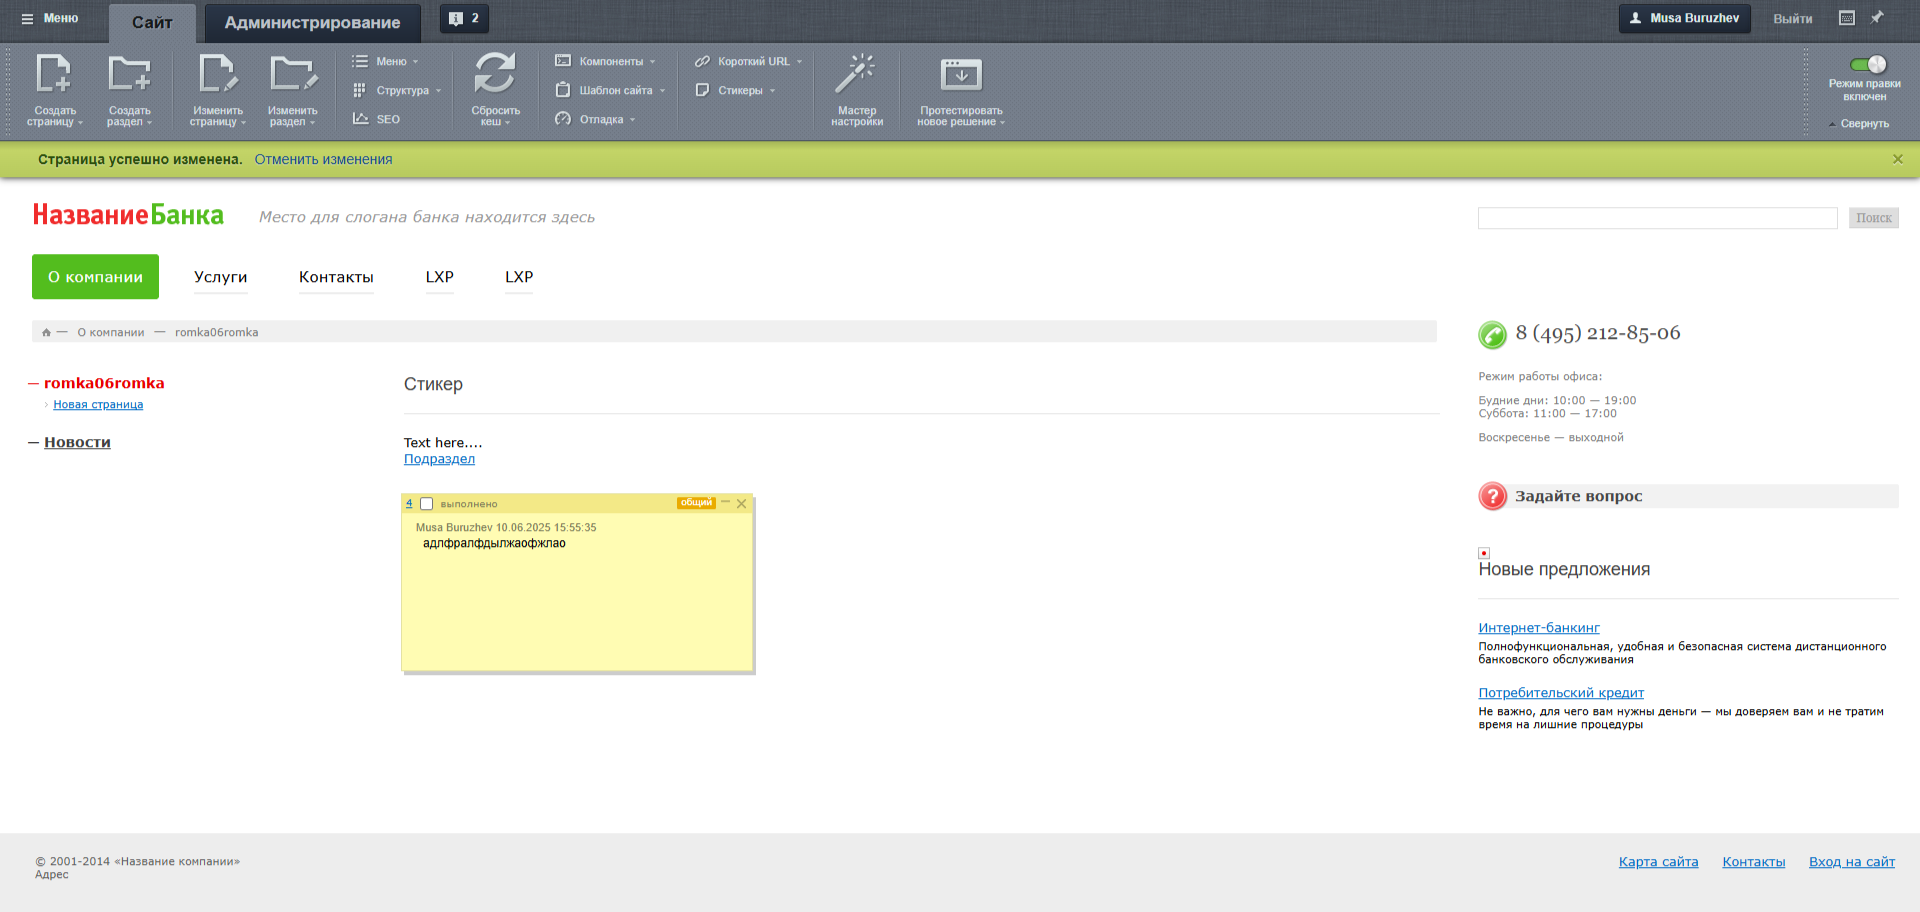 Меню
Сайт
Администрирование
2
Musa Buruzhev
Выйти
Создать страницу
Создать раздел
Изменить страницу
Изменить раздел
Меню
Структура
SEO
Сбросить кеш
Компоненты
Шаблон сайта
Отладка
Короткий URL
Стикеры
Мастер настройки
Протестировать новое решение
Режим правки включен
Свернуть
Страница успешно изменена. Отменить изменения
НазваниеБанка
Место для слогана банка находится здесь
Поиск
О компании
Услуги
Контакты
LXP
LXP
— О компании — romka06romka
— romka06romka
Новая страница
— Новости
Стикер
Text here....
Подраздел
4 выполнено общий
Musa Buruzhev 10.06.2025 15:55:35
адлфралфдылжаофжлао
8 (495) 212-85-06
Режим работы офиса:
Будние дни: 10:00 — 19:00
Суббота: 11:00 — 17:00
Воскресенье — выходной
? Задайте вопрос
Новые предложения
Интернет-банкинг
Полнофункциональная, удобная и безопасная система дистанционного
банковского обслуживания
Потребительский кредит
Не важно, для чего вам нужны деньги — мы доверяем вам и не тратим
время на лишние процедуры
© 2001-2014 «Название компании»
Адрес
Карта сайта
Контакты
Вход на сайт